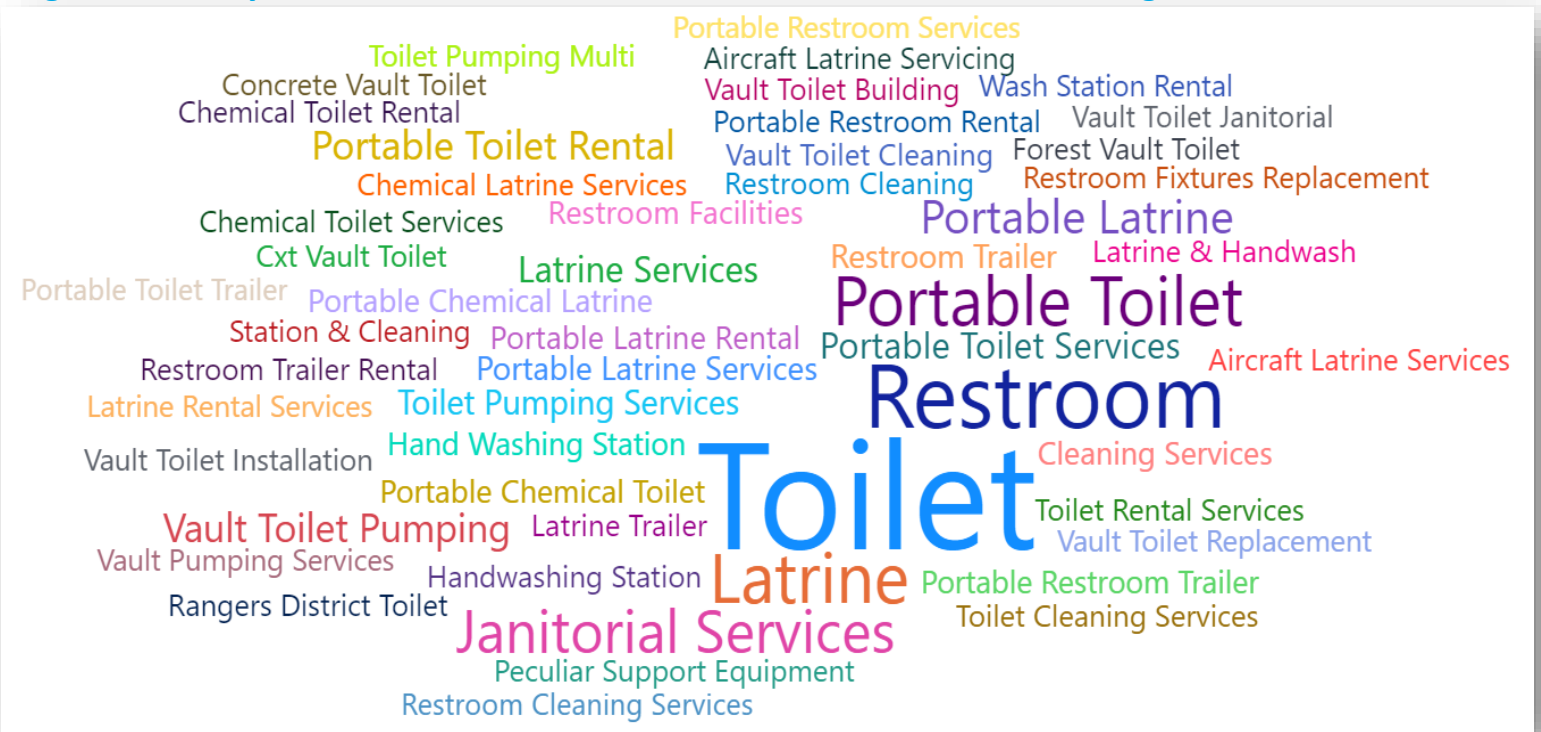 Portable Restroom Services
Toilet Pumping Multi
Aircraft Latrine Servicing
Concrete Vault Toilet
Vault Toilet Building
Wash Station Rental
Chemical Toilet Rental
Portable Restroom Rental
Vault Toilet Janitorial
Portable Toilet Rental
Vault Toilet Cleaning
Forest Vault Toilet
Chemical Latrine Services
Restroom Cleaning
Restroom Fixtures Replacement
Chemical Toilet Services
Restroom Facilities
Portable Latrine
Cxt Vault Toilet
Latrine Services
Restroom Trailer
Latrine & Handwash
Portable Toilet Trailer
Portable Chemical Latrine
Portable Toilet
Station & Cleaning
Portable Latrine Rental
Portable Toilet Services
Aircraft Latrine Services
Restroom Trailer Rental
Portable Latrine Services
Restroom
Latrine Rental Services
Toilet Pumping Services
Vault Toilet Installation
Hand Washing Station
Toilet
Cleaning Services
Portable Chemical Toilet
Toilet Rental Services
Vault Toilet Pumping
Latrine Trailer
Vault Toilet Replacement
Vault Pumping Services
Handwashing Station
Latrine
Portable Restroom Trailer
Rangers District Toilet
Janitorial Services
Toilet Cleaning Services
Peculiar Support Equipment
Restroom Cleaning Services